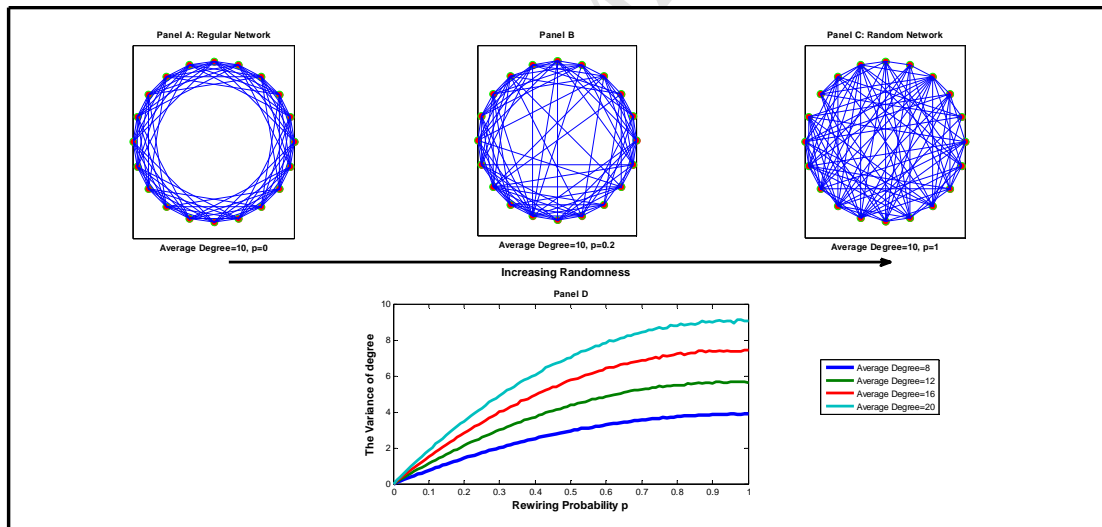 Panel A: Regular Network
Panel B
Panel C: Random Network
Average Degree=10, p=0
Average Degree=10, p=0.2
Average Degree=10, p=1
Increasing Randomness
Panel D
The Variance of degree
10
8
6
4
2
0
0 0.1 0.2 0.3 0.4 0.5 0.6 0.7 0.8 0.9 1
Rewiring Probability p
Average Degree=8
Average Degree=12
Average Degree=16
Average Degree=20